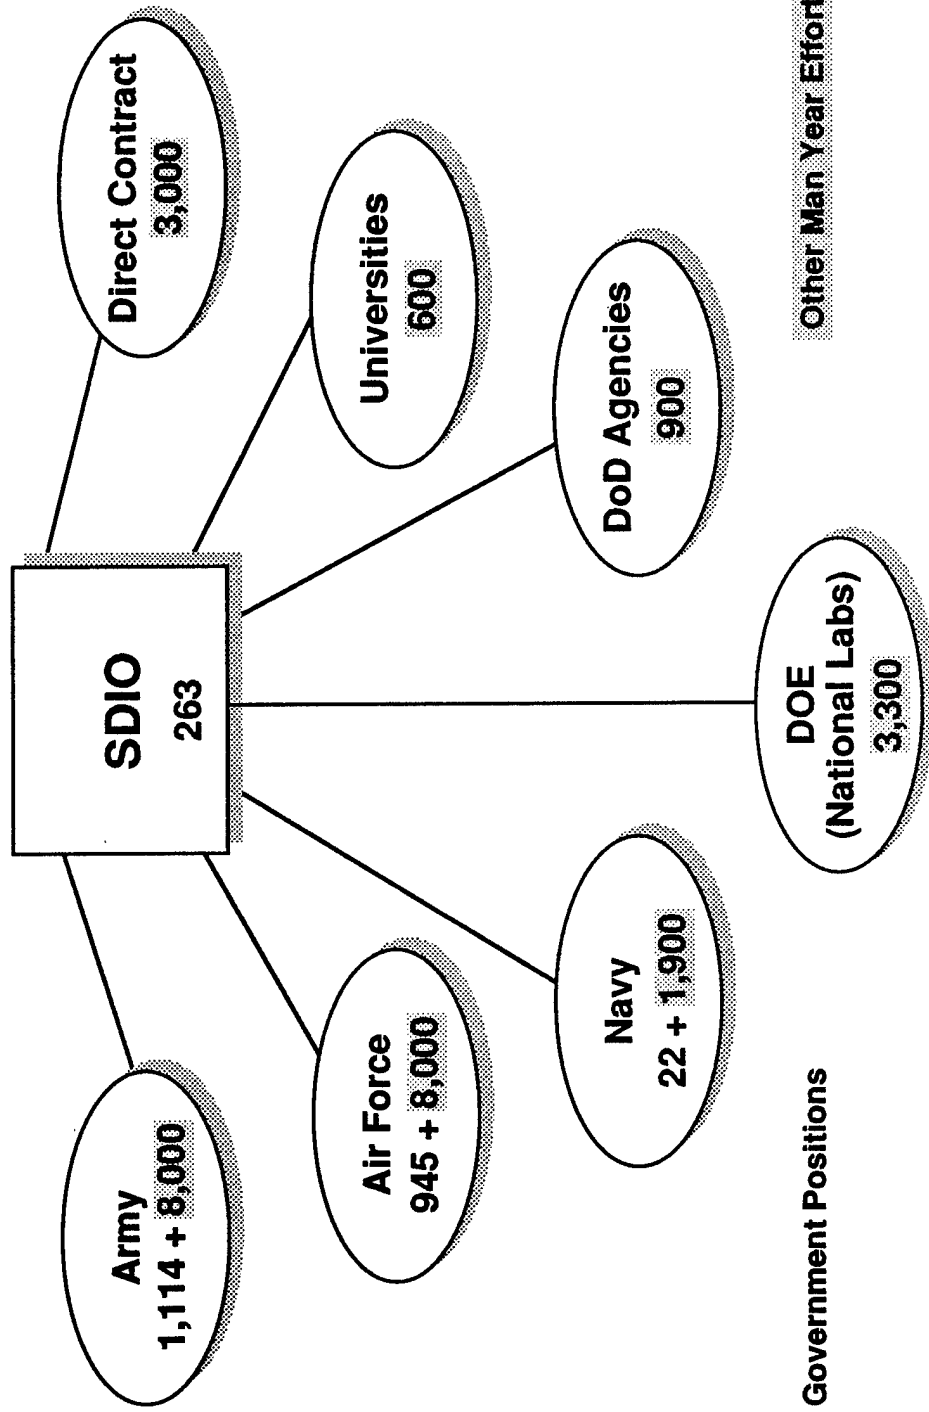 SDIO
263
Army
1,114 + 8,000
Air Force
945 + 8,000
Navy
22 + 1,900
DOE
(National Labs)
3,300
DoD Agencies
900
Universities
600
Direct Contract
3,000
Government Positions
Other Man Year Effort